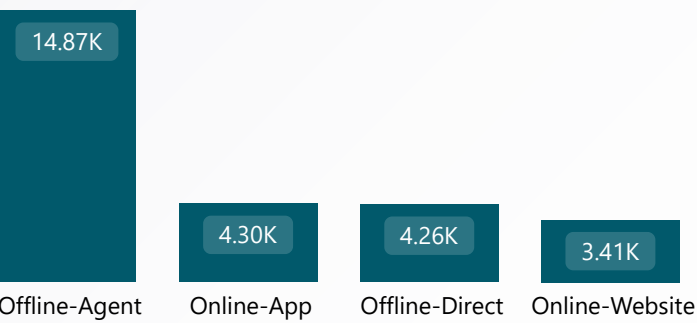 14.87K
4.30K
4.26K
3.41K
Offline-Agent
Online-App
Offline-Direct
Online-Website